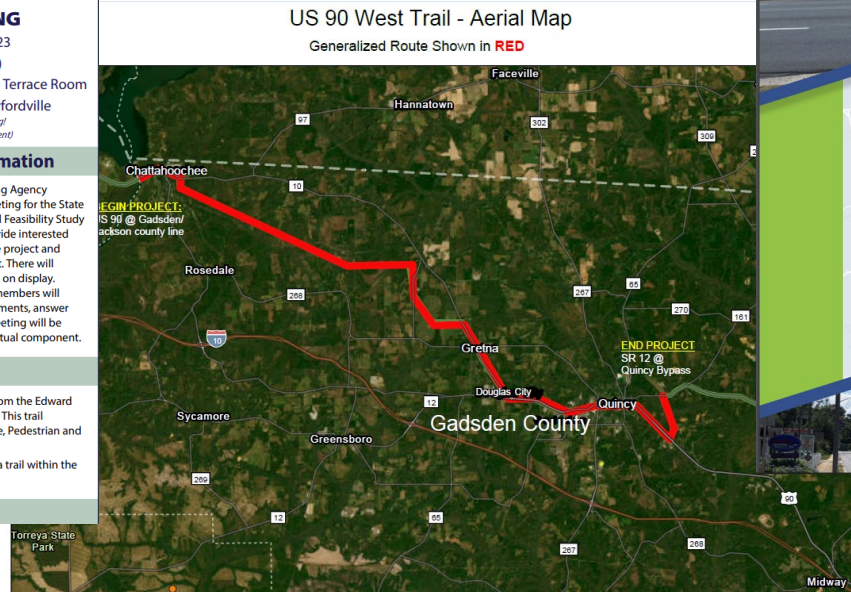 NG
23
)
Terrace Room
fordville
g!
ent)
mation
g Agency
eting for the State
l Feasibility Study
vide interested
e project and
t. There will
on display.
members will
ments, answer
eeting will be
tual component.
om the Edward
This trail
e, Pedestrian and
a trail within the
US 90 West Trail - Aerial Map
Generalized Route Shown in RED
Faceville
Hannatown
97
302
309
2
Chattahoochee
10
BEGIN PROJECT:
US 90 @ Gadsden/
Jackson county line
Rosedale
268
267
65
270
161
10
Gretna
END PROJECT
SR 12 @
Quincy Bypass
Douglas City
12
Quincy
Sycamore
Gadsden County
Greensboro
269
90
12
65
Torreya State
Park
267
268
Midway